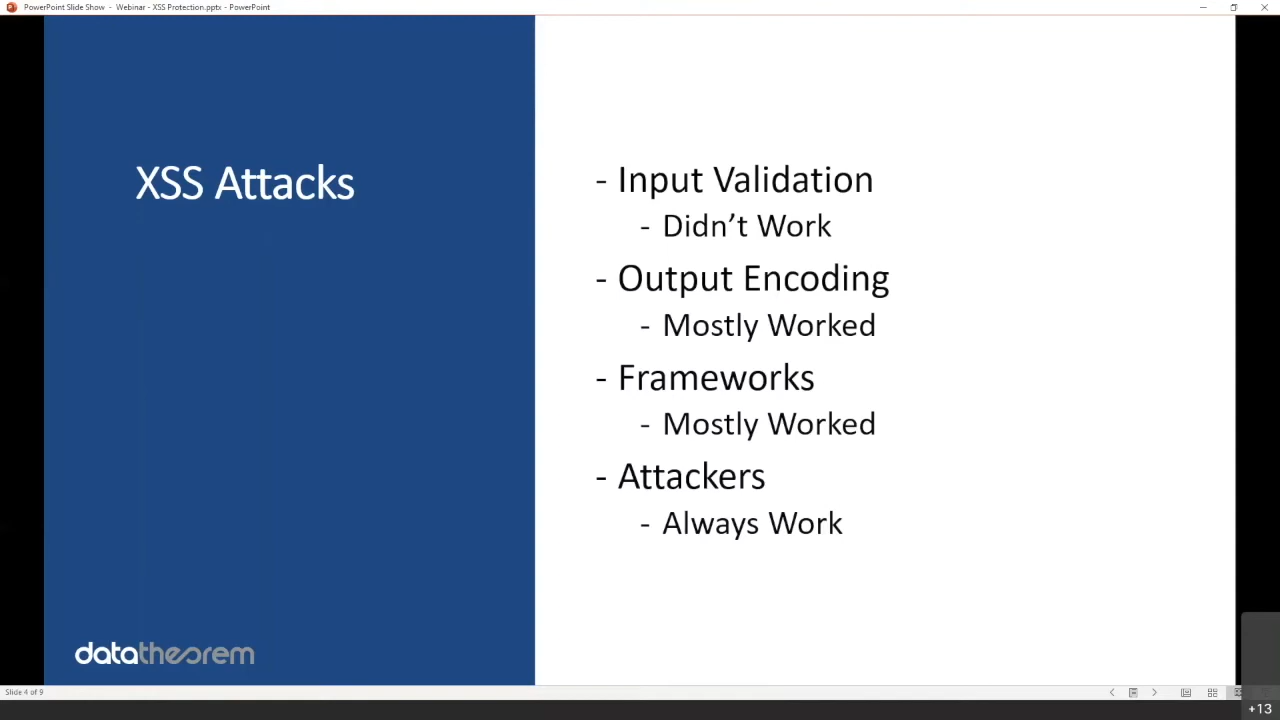 PowerPoint Slide Show - Webinar - XSS Protection.pptx - PowerPoint
XSS Attacks
- Input Validation
- Didn’t Work
- Output Encoding
- Mostly Worked
- Frameworks
- Mostly Worked
- Attackers
- Always Work
datatheorem
Slide 4 of 9
+13